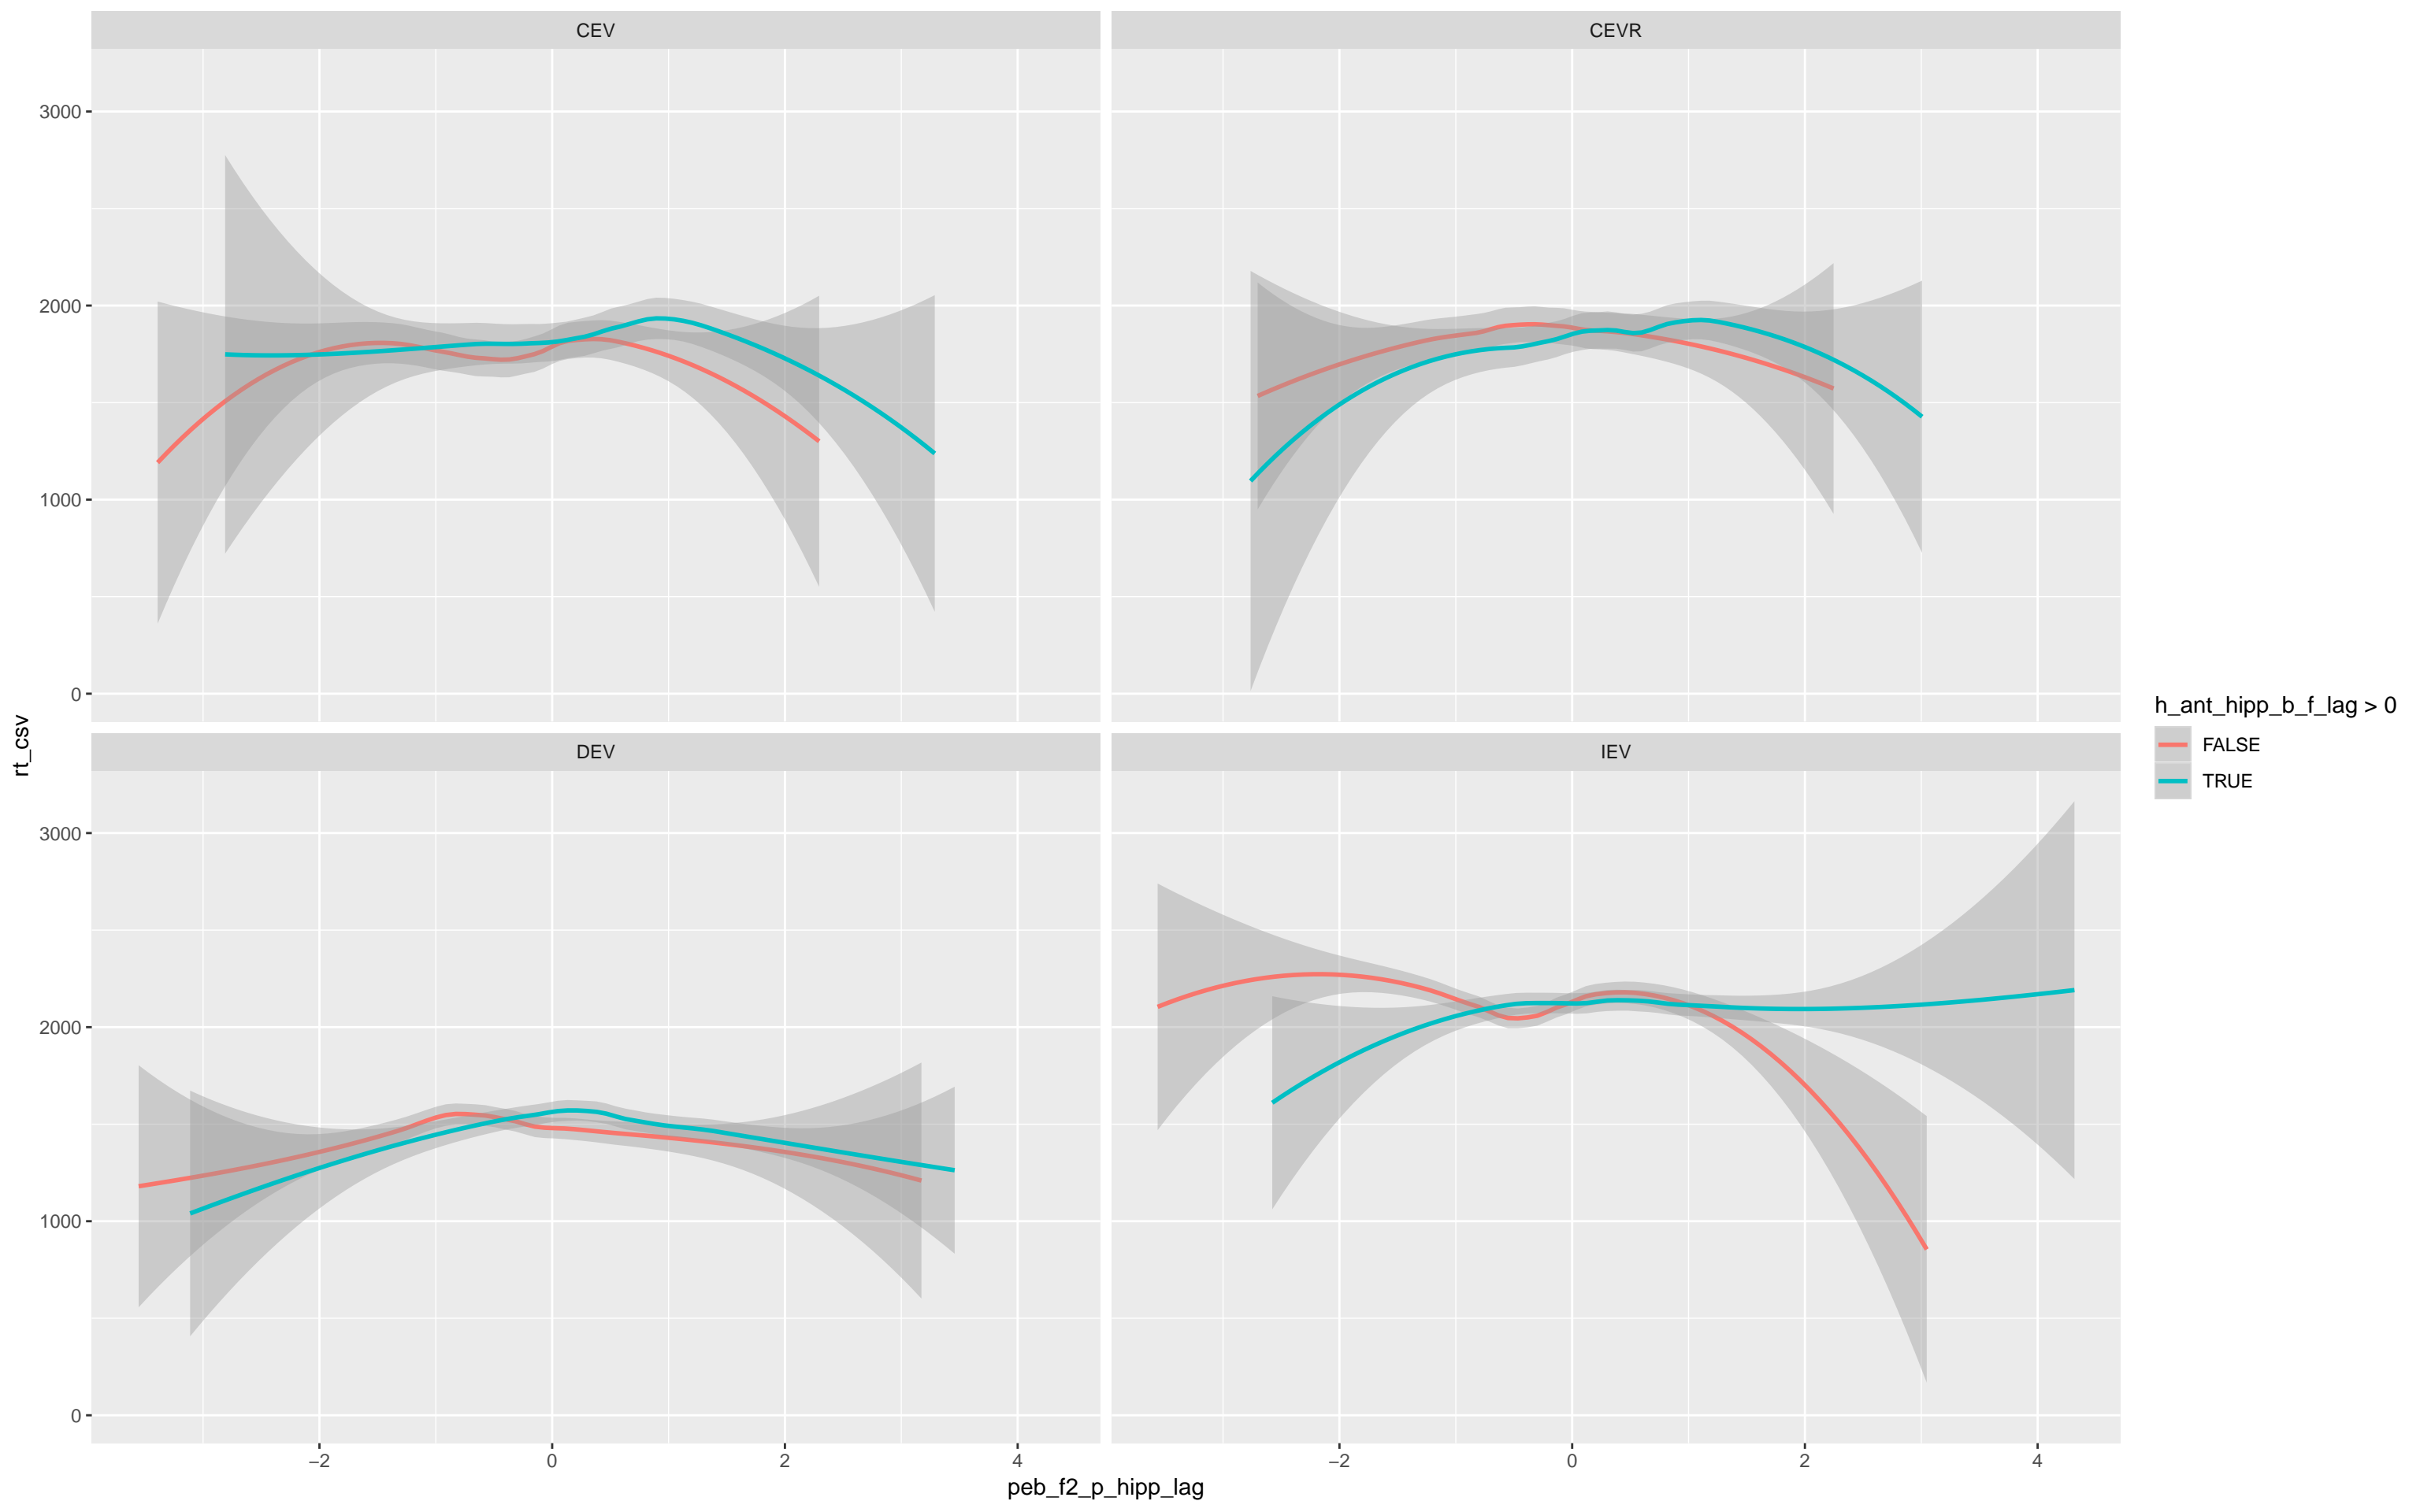 CEV
CEVR
3000
2000
1000
0
DEV
IEV
3000
2000
1000
0
−2
0
2
4
−2
0
2
4
peb_f2_p_hipp_lag
rt_csv
h_ant_hipp_b_f_lag > 0
FALSE
TRUE